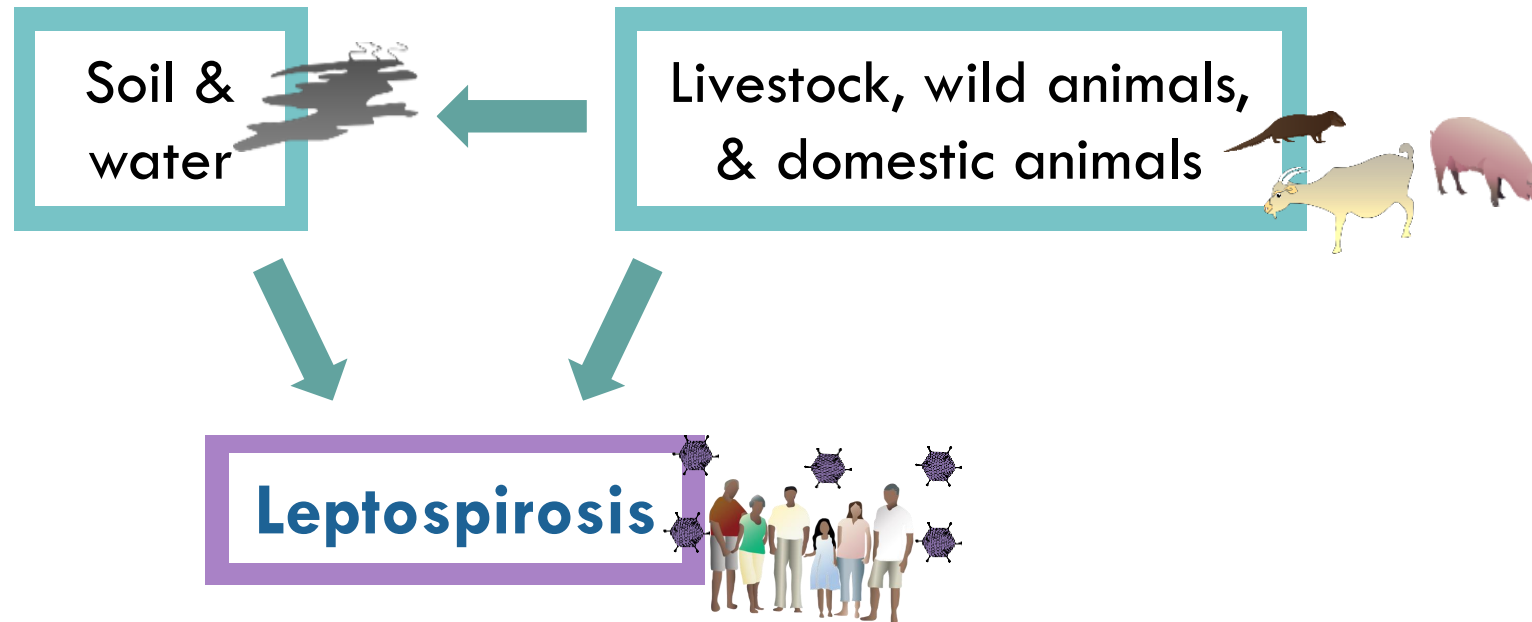 Soil &
water
Livestock, wild animals,
& domestic animals
Leptospirosis